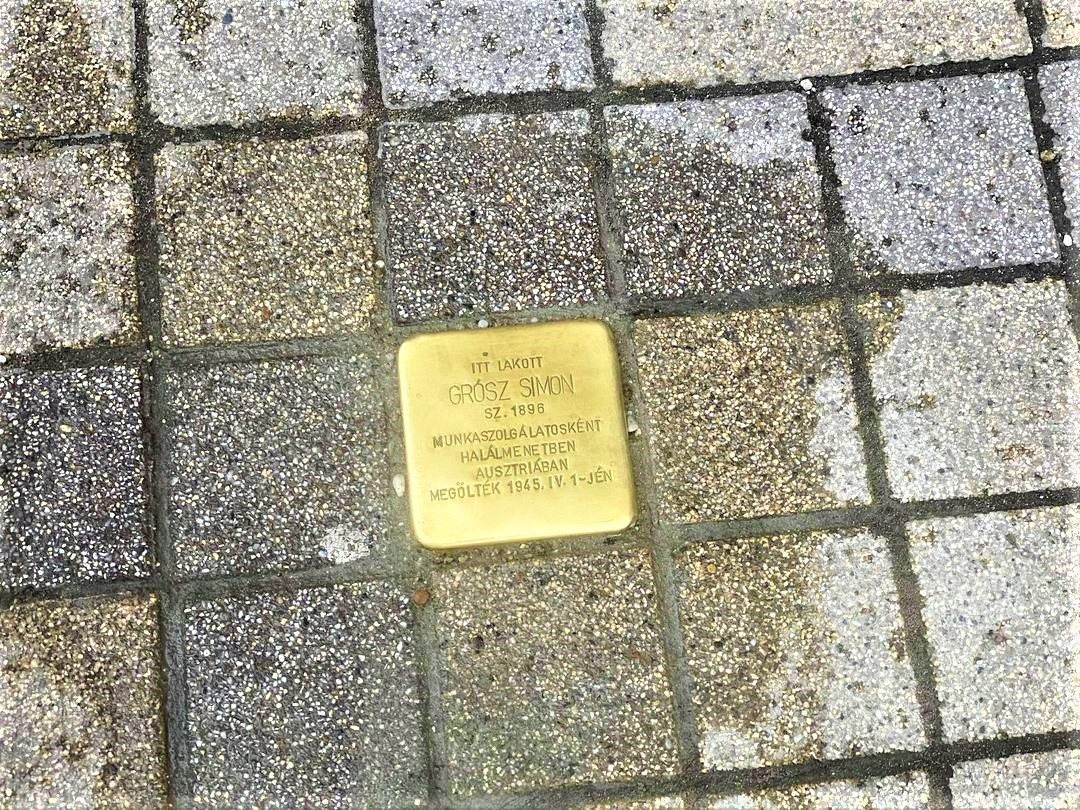 ITT LAKOTT
GRÓSZ SIMON
SZ. 1896
MUNKASZOLGÁLATOSKÉNT
HALÁLMENETBEN
AUSZTRIÁBAN
MEGÖLTÉK 1945. IV. 1-JÉN